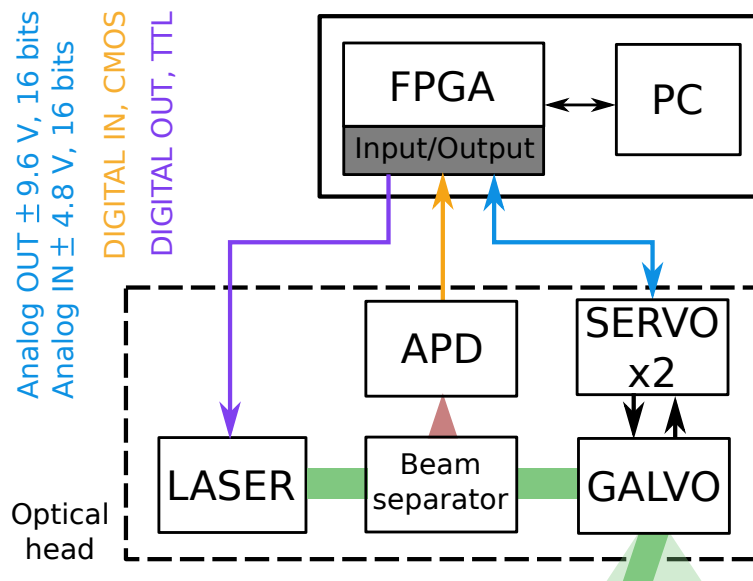 Analog OUT ± 9.6 V, 16 bits
Analog IN ± 4.8 V, 16 bits
DIGITAL IN, CMOS
DIGITAL OUT, TTL
FPGA
Input/Output
PC
APD
SERVO
x2
LASER
Beam
separator
GALVO
Optical
head